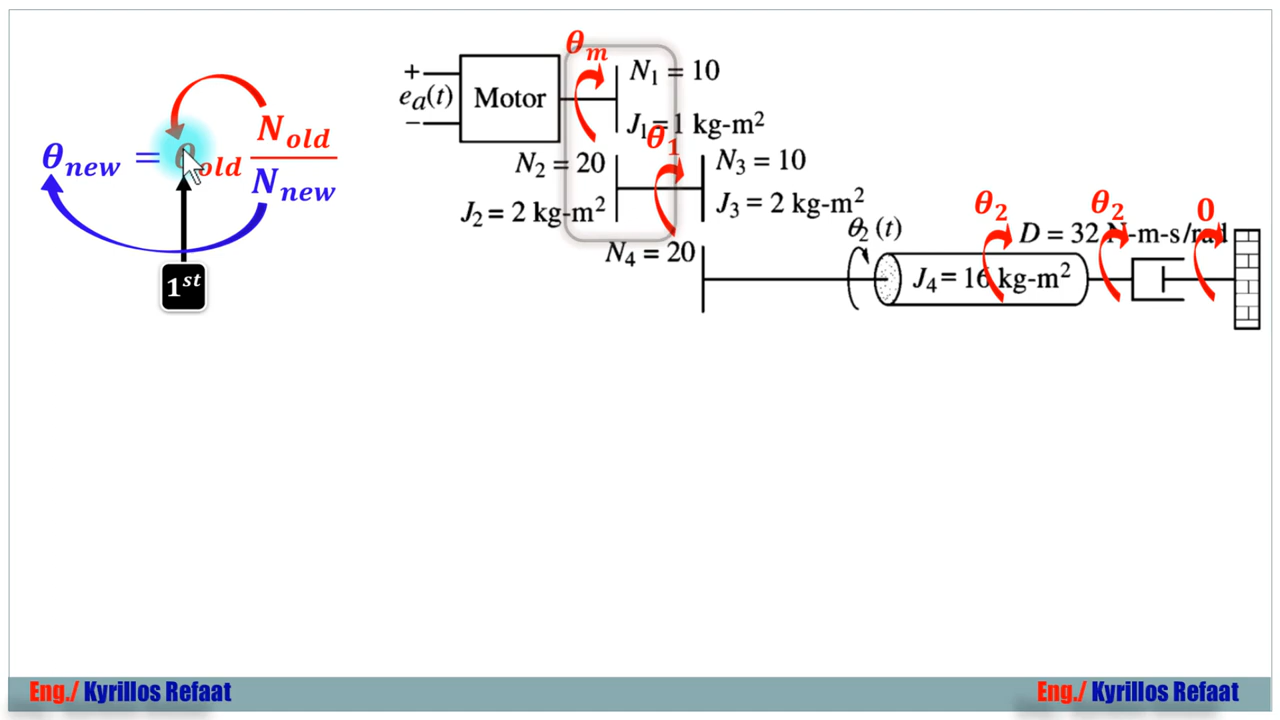 θnew = θold Nold / Nnew
1st
θm
+
ea(t)
−
Motor
N1 = 10
J1 = 1 kg-m2
θ1
N2 = 20
N3 = 10
J2 = 2 kg-m2
J3 = 2 kg-m2
N4 = 20
θ2 (t)
θ2
θ2
0
D = 32 N-m-s/rad
J4 = 16 kg-m2
Eng./ Kyrillos Refaat
Eng./ Kyrillos Refaat